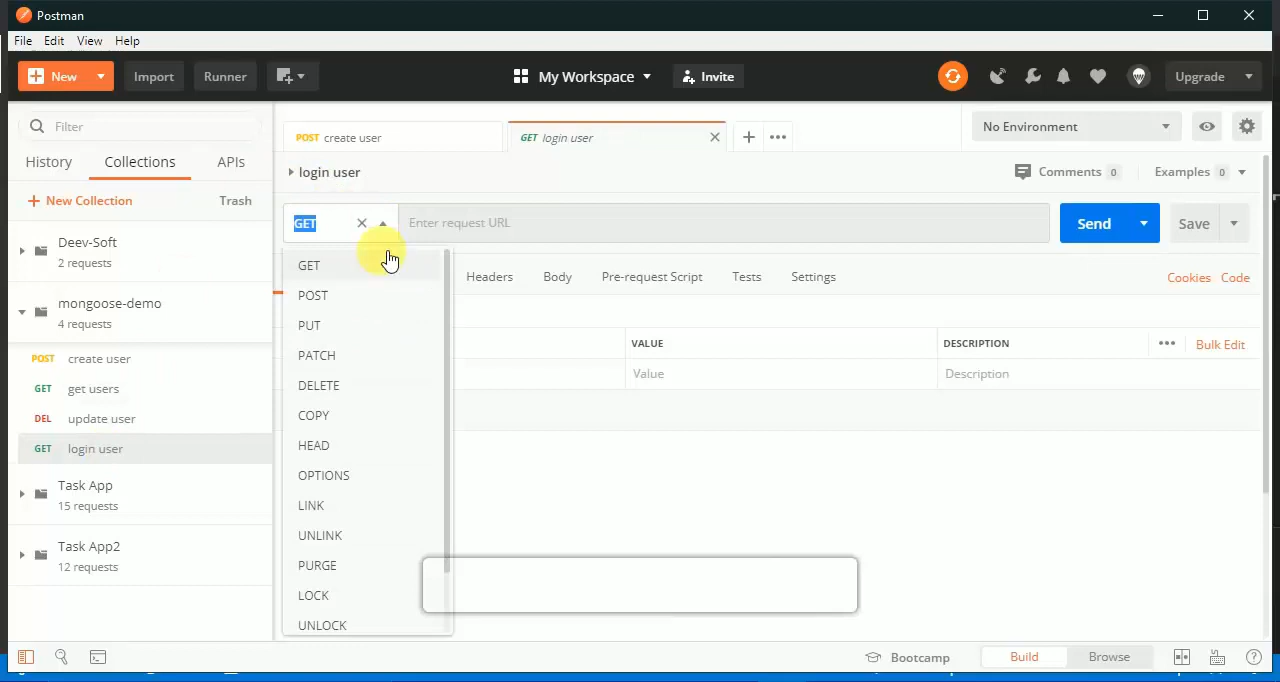 Postman
File Edit View Help
New Import Runner My Workspace Invite Upgrade
Filter
POST create user GET login user No Environment
History Collections APIs
login user Comments 0 Examples 0
New Collection Trash
GET Enter request URL Send Save
Deev-Soft
2 requests
mongoose-demo
4 requests
POST create user
GET get users
DEL update user
GET login user
Task App
15 requests
Task App2
12 requests
GET
POST
PUT
PATCH
DELETE
COPY
HEAD
OPTIONS
LINK
UNLINK
PURGE
LOCK
UNLOCK
Headers Body Pre-request Script Tests Settings Cookies Code
VALUE DESCRIPTION Bulk Edit
Value Description
Bootcamp Build Browse